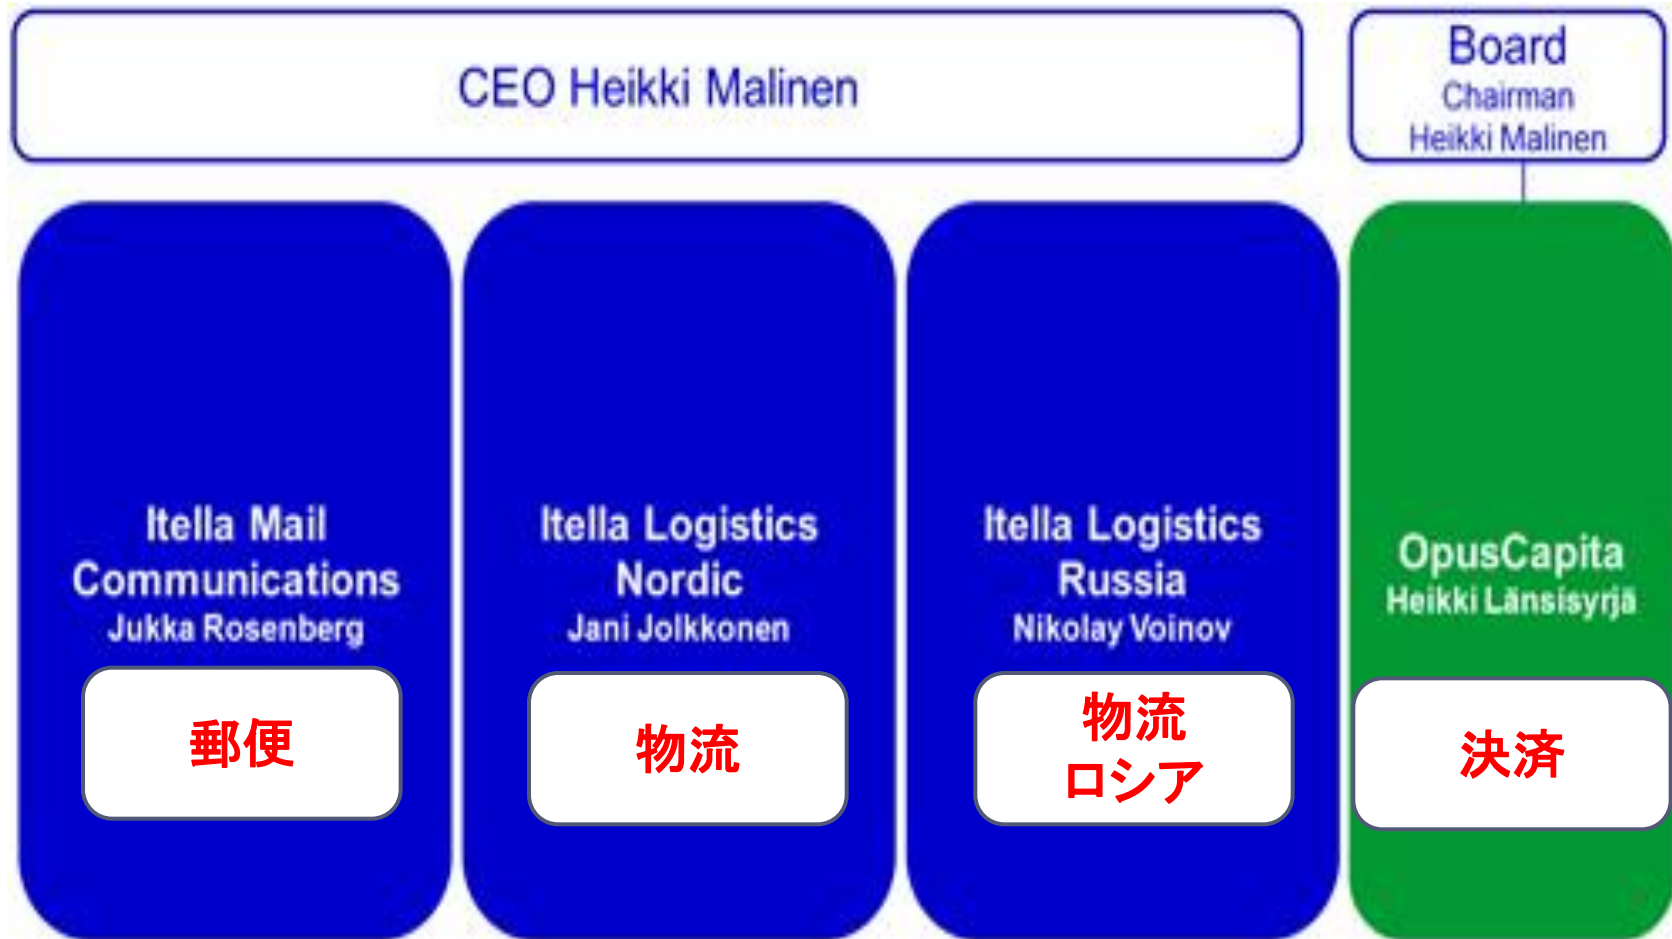 CEO Heikki Malinen
Board
Chairman
Heikki Malinen
Itella Mail
Communications
Jukka Rosenberg
郵便
Itella Logistics
Nordic
Jani Jolkkonen
物流
Itella Logistics
Russia
Nikolay Voinov
物流
ロシア
OpusCapita
Heikki Länsisyrjä
決済